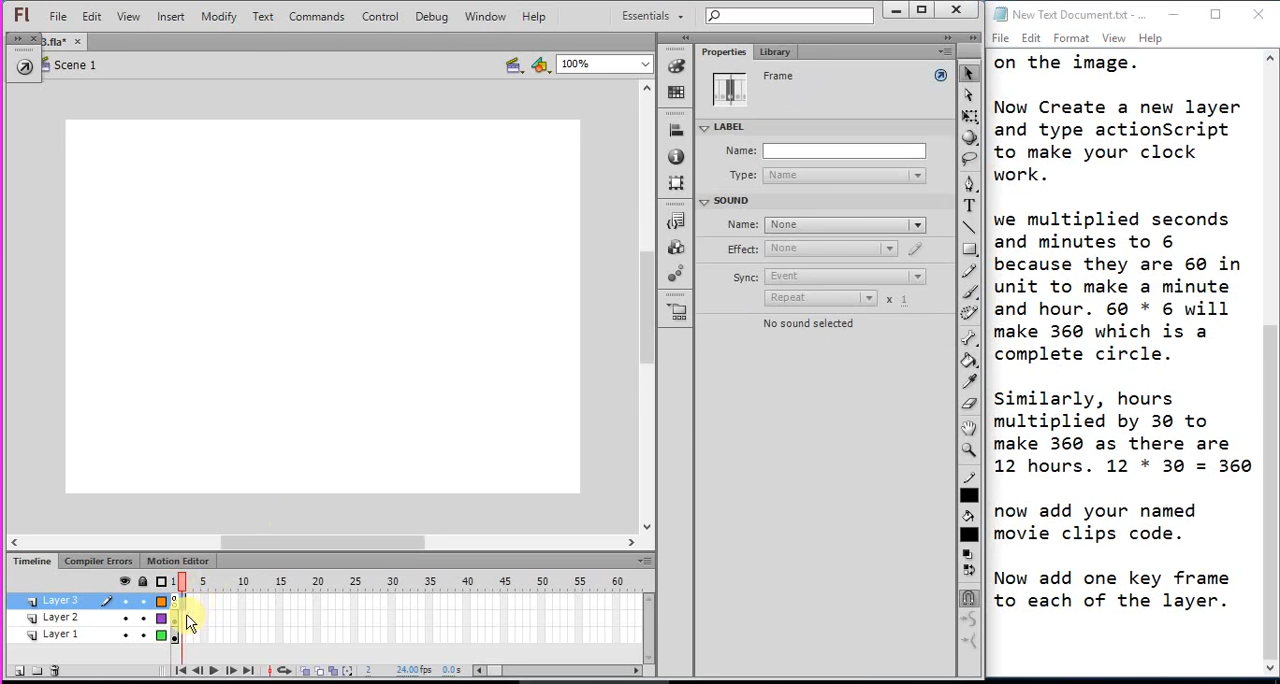 Fl File Edit View Insert Modify Text Commands Control Debug Window Help Essentials
New Text Document.txt - ...
File Edit Format View Help
3.fla* ×
Scene 1
100%
Properties Library
Frame
LABEL
Name:
Type: Name
SOUND
Name: None
Effect: None
Sync: Event
Repeat x 1
No sound selected
on the image.
Now Create a new layer
and type actionScript
to make your clock
work.
we multiplied seconds
and minutes to 6
because they are 60 in
unit to make a minute
and hour. 60 * 6 will
make 360 which is a
complete circle.
Similarly, hours
multiplied by 30 to
make 360 as there are
12 hours. 12 * 30 = 360
now add your named
movie clips code.
Now add one key frame
to each of the layer.
Timeline Compiler Errors Motion Editor
1 5 10 15 20 25 30 35 40 45 50 55 60
Layer 3
Layer 2
Layer 1
2 24.00 fps 0.0 s